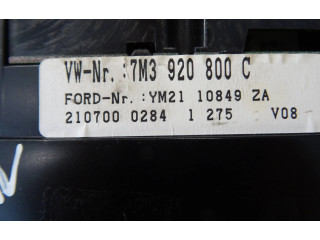 VW-Nr. :7M3 920 800 C
FORD-Nr. :YM21 10849 ZA
210700 0284 1 275 V08